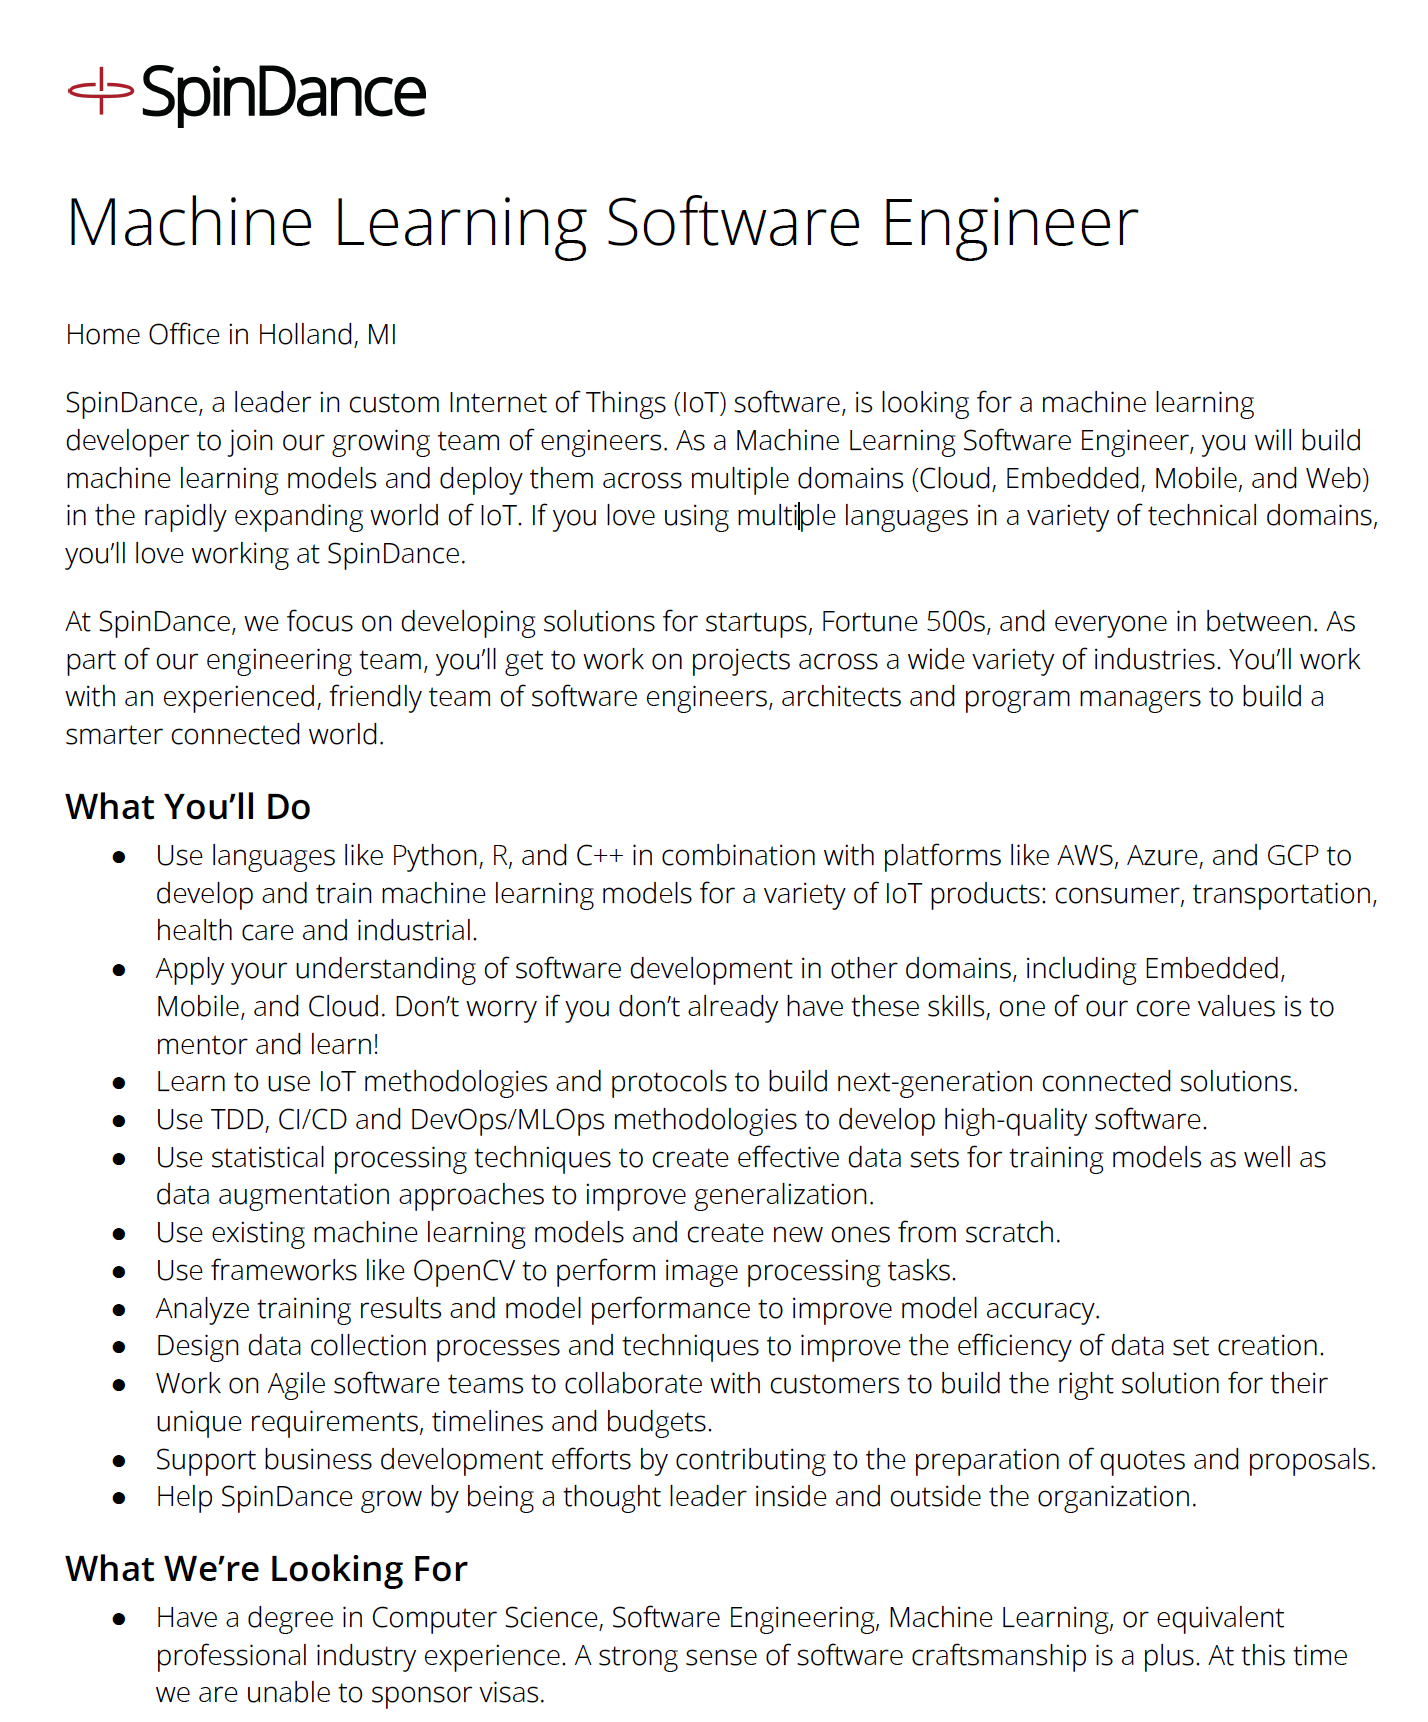 SpinDance
Machine Learning Software Engineer
Home Office in Holland, MI
SpinDance, a leader in custom Internet of Things (IoT) software, is looking for a machine learning
developer to join our growing team of engineers. As a Machine Learning Software Engineer, you will build
machine learning models and deploy them across multiple domains (Cloud, Embedded, Mobile, and Web)
in the rapidly expanding world of IoT. If you love using multiple languages in a variety of technical domains,
you’ll love working at SpinDance.
At SpinDance, we focus on developing solutions for startups, Fortune 500s, and everyone in between. As
part of our engineering team, you’ll get to work on projects across a wide variety of industries. You’ll work
with an experienced, friendly team of software engineers, architects and program managers to build a
smarter connected world.
What You’ll Do
● Use languages like Python, R, and C++ in combination with platforms like AWS, Azure, and GCP to
develop and train machine learning models for a variety of IoT products: consumer, transportation,
health care and industrial.
● Apply your understanding of software development in other domains, including Embedded,
Mobile, and Cloud. Don’t worry if you don’t already have these skills, one of our core values is to
mentor and learn!
● Learn to use IoT methodologies and protocols to build next-generation connected solutions.
● Use TDD, CI/CD and DevOps/MLOps methodologies to develop high-quality software.
● Use statistical processing techniques to create effective data sets for training models as well as
data augmentation approaches to improve generalization.
● Use existing machine learning models and create new ones from scratch.
● Use frameworks like OpenCV to perform image processing tasks.
● Analyze training results and model performance to improve model accuracy.
● Design data collection processes and techniques to improve the efficiency of data set creation.
● Work on Agile software teams to collaborate with customers to build the right solution for their
unique requirements, timelines and budgets.
● Support business development efforts by contributing to the preparation of quotes and proposals.
● Help SpinDance grow by being a thought leader inside and outside the organization.
What We’re Looking For
● Have a degree in Computer Science, Software Engineering, Machine Learning, or equivalent
professional industry experience. A strong sense of software craftsmanship is a plus. At this time
we are unable to sponsor visas.